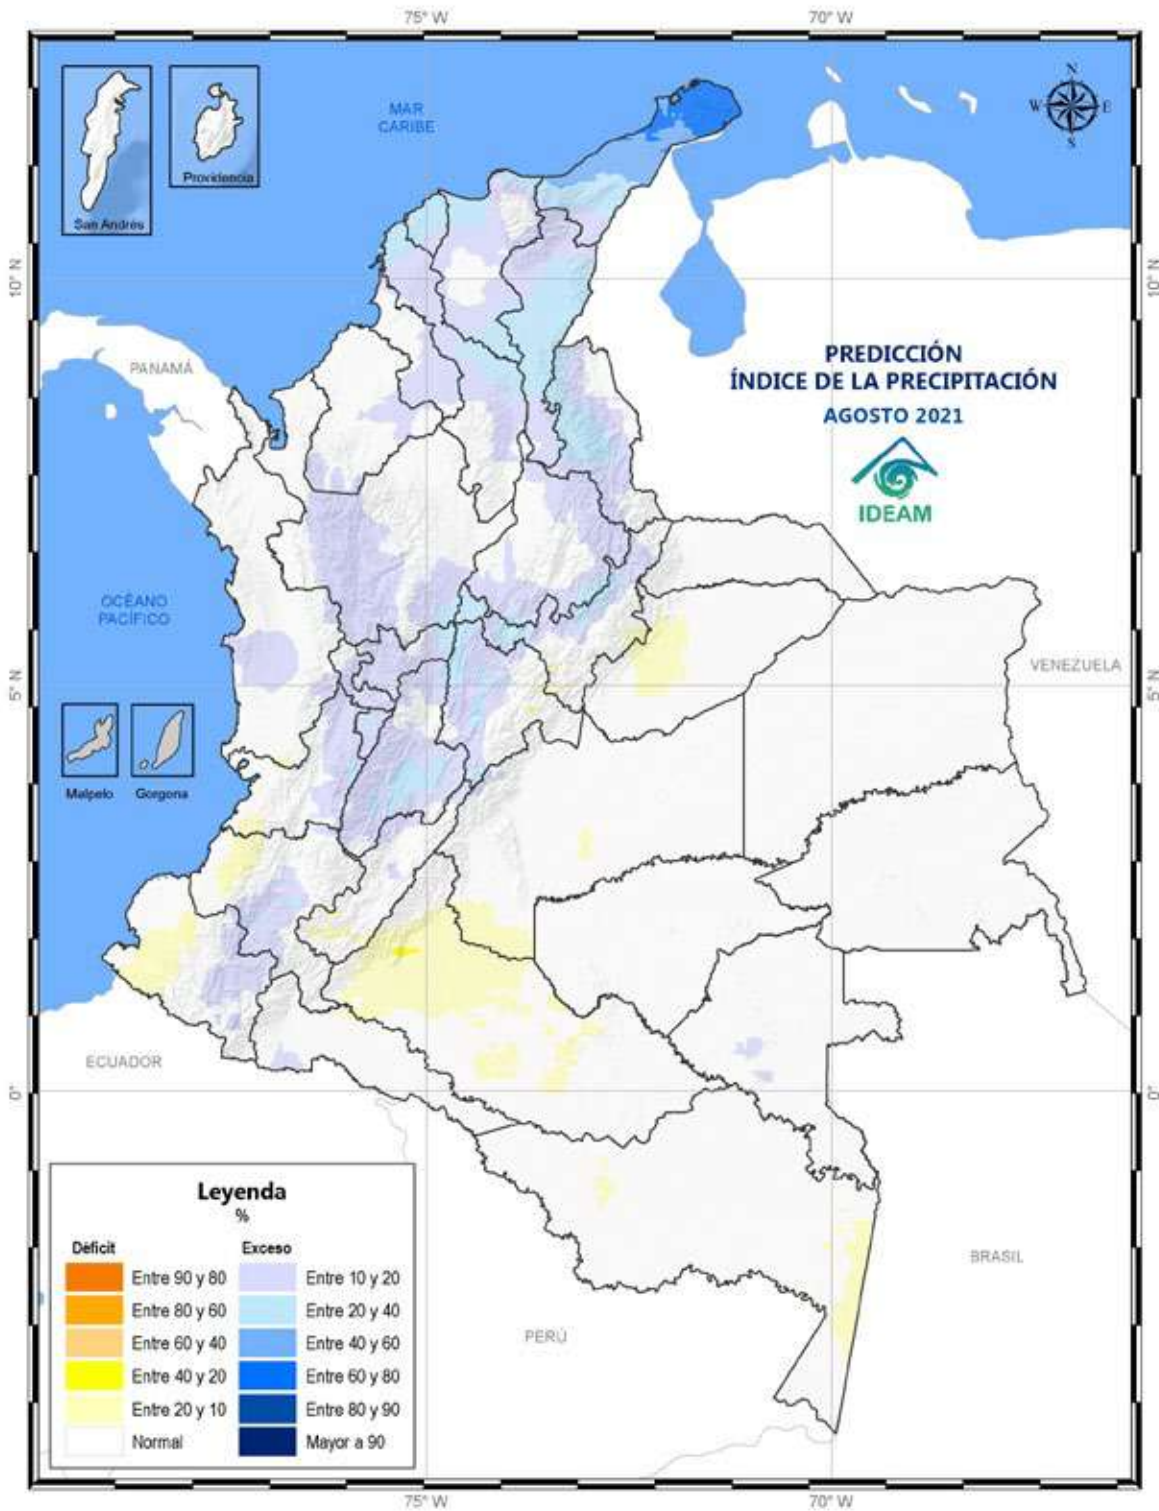 75° W
70° W
MAR
CARIBE
N
W
E
S
San Andrés
Providencia
10° N
10° N
PANAMÁ
PREDICCIÓN
ÍNDICE DE LA PRECIPITACIÓN
AGOSTO 2021
IDEAM
OCÉANO
PACÍFICO
VENEZUELA
5° N
5° N
Malpelo
Gorgona
ECUADOR
0°
0°
BRASIL
PERÚ
Leyenda
%
Déficit
Exceso
Entre 90 y 80
Entre 10 y 20
Entre 80 y 60
Entre 20 y 40
Entre 60 y 40
Entre 40 y 60
Entre 40 y 20
Entre 60 y 80
Entre 20 y 10
Entre 80 y 90
Normal
Mayor a 90
75° W
70° W